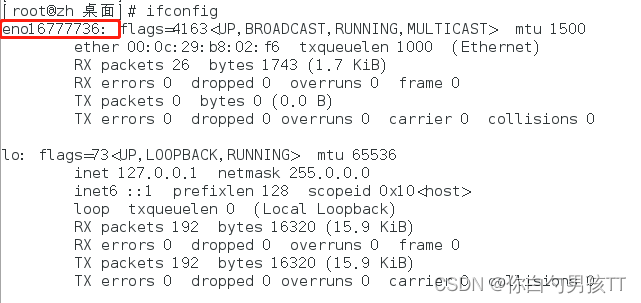 [root@zh 桌面]# ifconfig
eno16777736: flags=4163<UP,BROADCAST,RUNNING,MULTICAST>  mtu 1500
        ether 00:0c:29:b8:02:f6  txqueuelen 1000  (Ethernet)
        RX packets 26  bytes 1743 (1.7 KiB)
        RX errors 0  dropped 0  overruns 0  frame 0
        TX packets 0  bytes 0 (0.0 B)
        TX errors 0  dropped 0 overruns 0  carrier 0  collisions 0

lo: flags=73<UP,LOOPBACK,RUNNING>  mtu 65536
        inet 127.0.0.1  netmask 255.0.0.0
        inet6 ::1  prefixlen 128  scopeid 0x10<host>
        loop  txqueuelen 0  (Local Loopback)
        RX packets 192  bytes 16320 (15.9 KiB)
        RX errors 0  dropped 0  overruns 0  frame 0
        TX packets 192  bytes 16320 (15.9 KiB)
        TX errors 0  dropped 0 overruns 0  carrier 0  collisions 0
CSDN @你白勺男孩TT